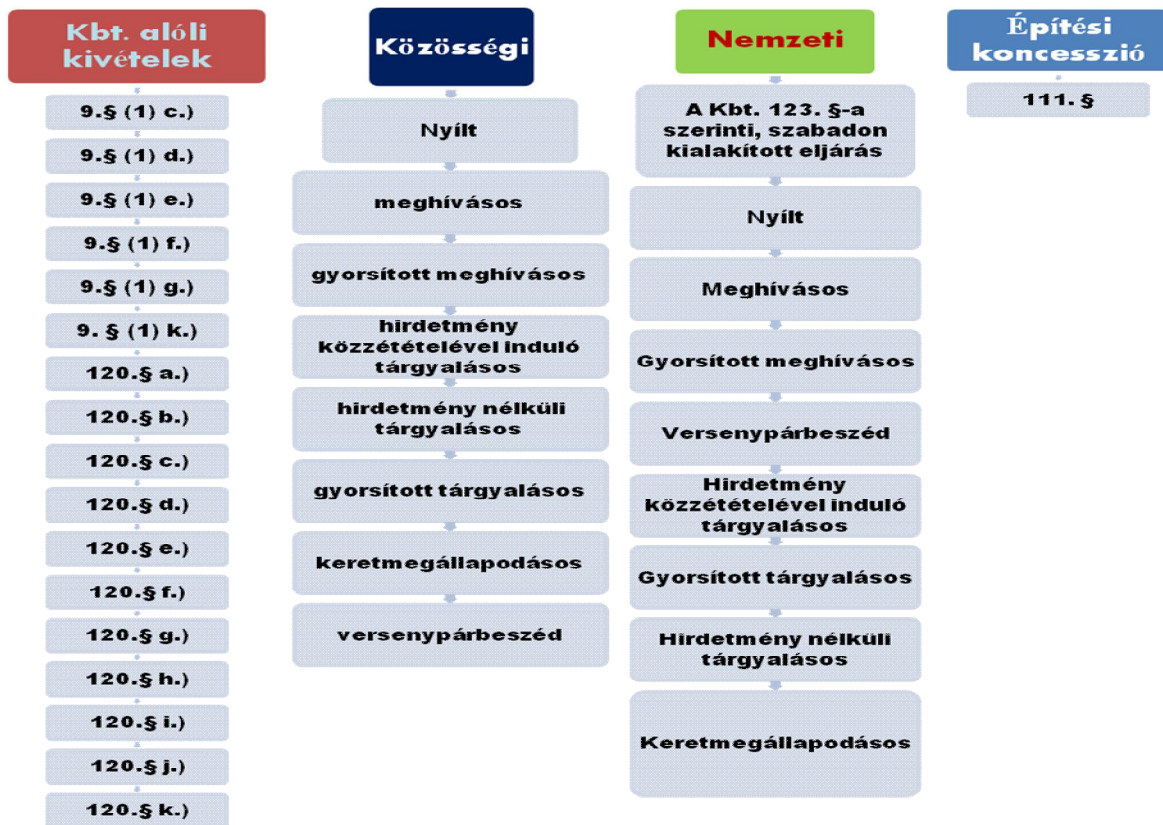 Kbt. alóli
kivételek
9.§ (1) c.)
9.§ (1) d.)
9.§ (1) e.)
9.§ (1) f.)
9.§ (1) g.)
9. § (1) k.)
120.§ a.)
120.§ b.)
120.§ c.)
120.§ d.)
120.§ e.)
120.§ f.)
120.§ g.)
120.§ h.)
120.§ i.)
120.§ j.)
120.§ k.)
Közösségi
Nyílt
meghívásos
gyorsított meghívásos
hirdetmény
közzétételével induló
tárgyalásos
hirdetmény nélküli
tárgyalásos
gyorsított tárgyalásos
keretmegállapodásos
versenypárbeszéd
Nemzeti
A Kbt. 123. §-a
szerinti, szabadon
kialakított eljárás
Nyílt
Meghívásos
Gyorsított meghívásos
Versenypárbeszéd
Hirdetmény
közzétételével induló
tárgyalásos
Gyorsított tárgyalásos
Hirdetmény nélküli
tárgyalásos
Keretmegállapodásos
Építési
koncesszió
111. §